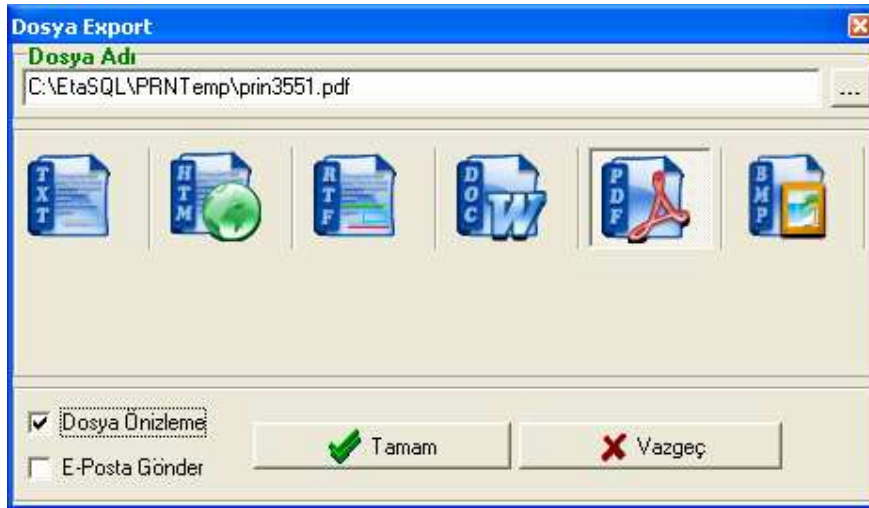 Dosya Export
Dosya Adı
C:\EtaSQL\PRNTemp\prin3551.pdf
...
TXT
HTM
RTF
DOC
W
PDF
BMP
Dosya Önizleme
E-Posta Gönder
Tamam
Vazgeç